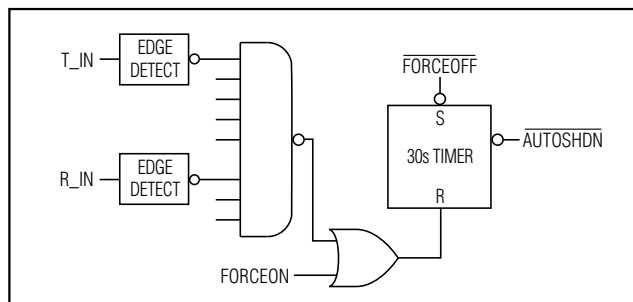 T_IN
EDGE
DETECT
R_IN
EDGE
DETECT
FORCEON
FORCEOFF
S
30s TIMER
R
AUTOSHDN